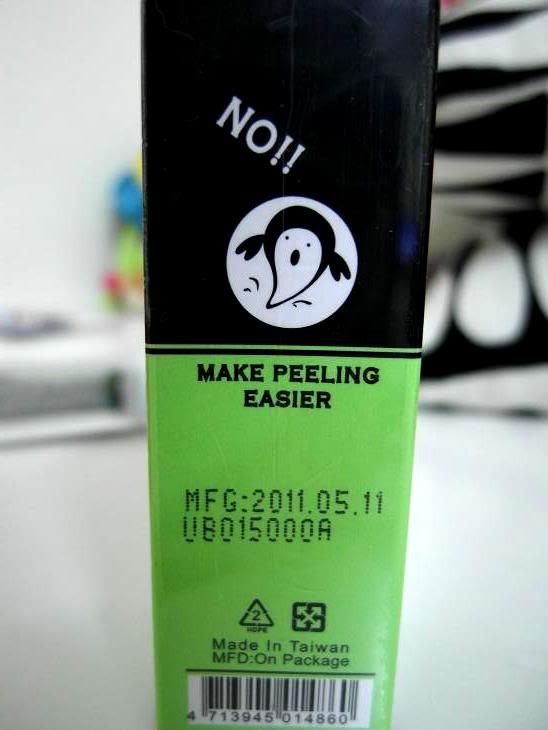 NO!!
MAKE PEELING
EASIER
MFG:2011.05.11
UB015000A
2
HDPE
Made In Taiwan
MFD:On Package
4 713945 014860